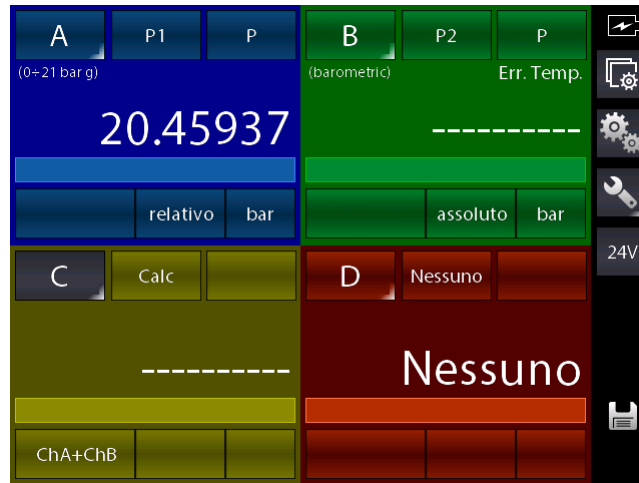 A P1 P
(0÷21 bar g)
20.45937
relativo bar
B P2 P
(barometric) Err. Temp.
----------
assoluto bar
C Calc
----------
ChA+ChB
D Nessuno
Nessuno
24V